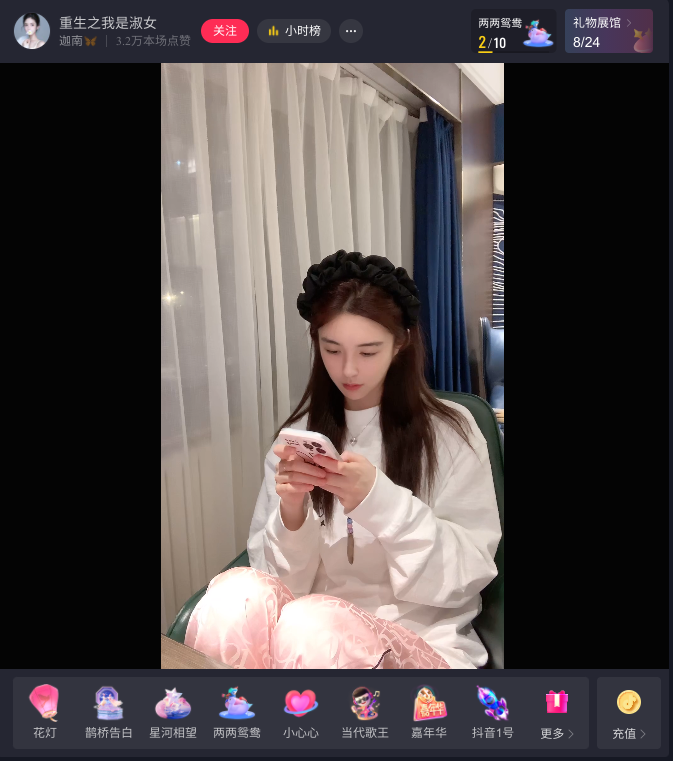 重生之我是淑女
迦南 3.2万本场点赞
关注
小时榜
两两鸳鸯
2/10
礼物展馆
8/24
花灯
鹊桥告白
星河相望
两两鸳鸯
小心心
当代歌王
嘉年华
嘉年华
抖音1号
更多
充值